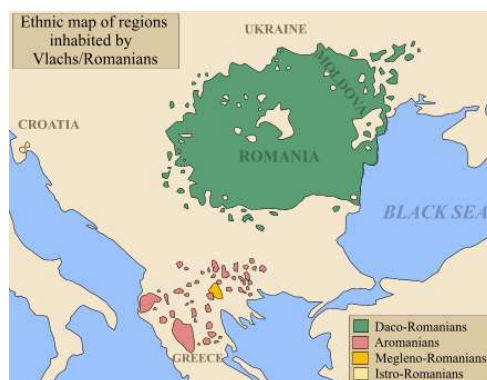 Ethnic map of regions
inhabited by
Vlachs/Romanians
UKRAINE
MOLDOVA
CROATIA
ROMANIA
BLACK SEA
GREECE
Daco-Romanians
Aromanians
Megleno-Romanians
Istro-Romanians